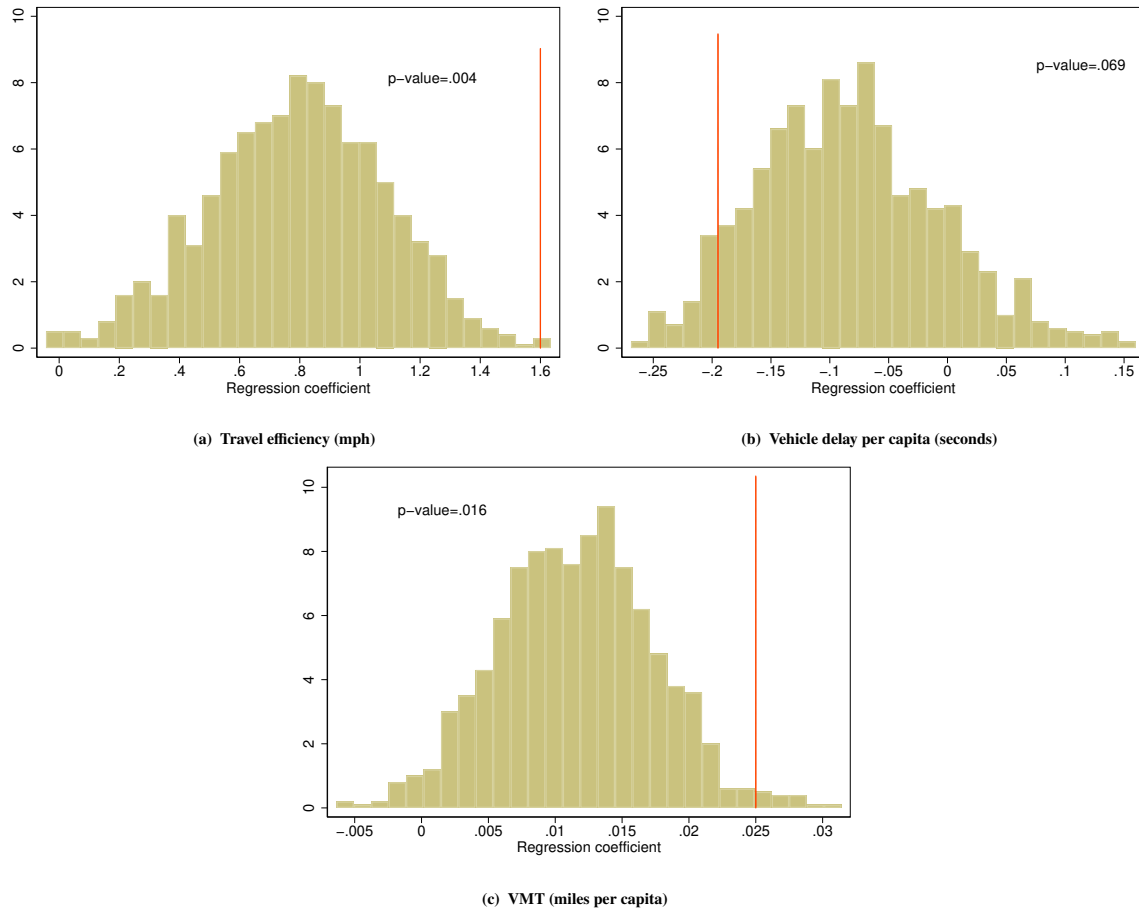 10
8
6
4
2
0
p-value=.004
0 .2 .4 .6 .8 1 1.2 1.4 1.6
Regression coefficient
(a) Travel efficiency (mph)
10
8
6
4
2
0
p-value=.069
-.25 -.2 -.15 -.1 -.05 0 .05 .1 .15
Regression coefficient
(b) Vehicle delay per capita (seconds)
10
8
6
4
2
0
p-value=.016
-.005 0 .005 .01 .015 .02 .025 .03
Regression coefficient
(c) VMT (miles per capita)